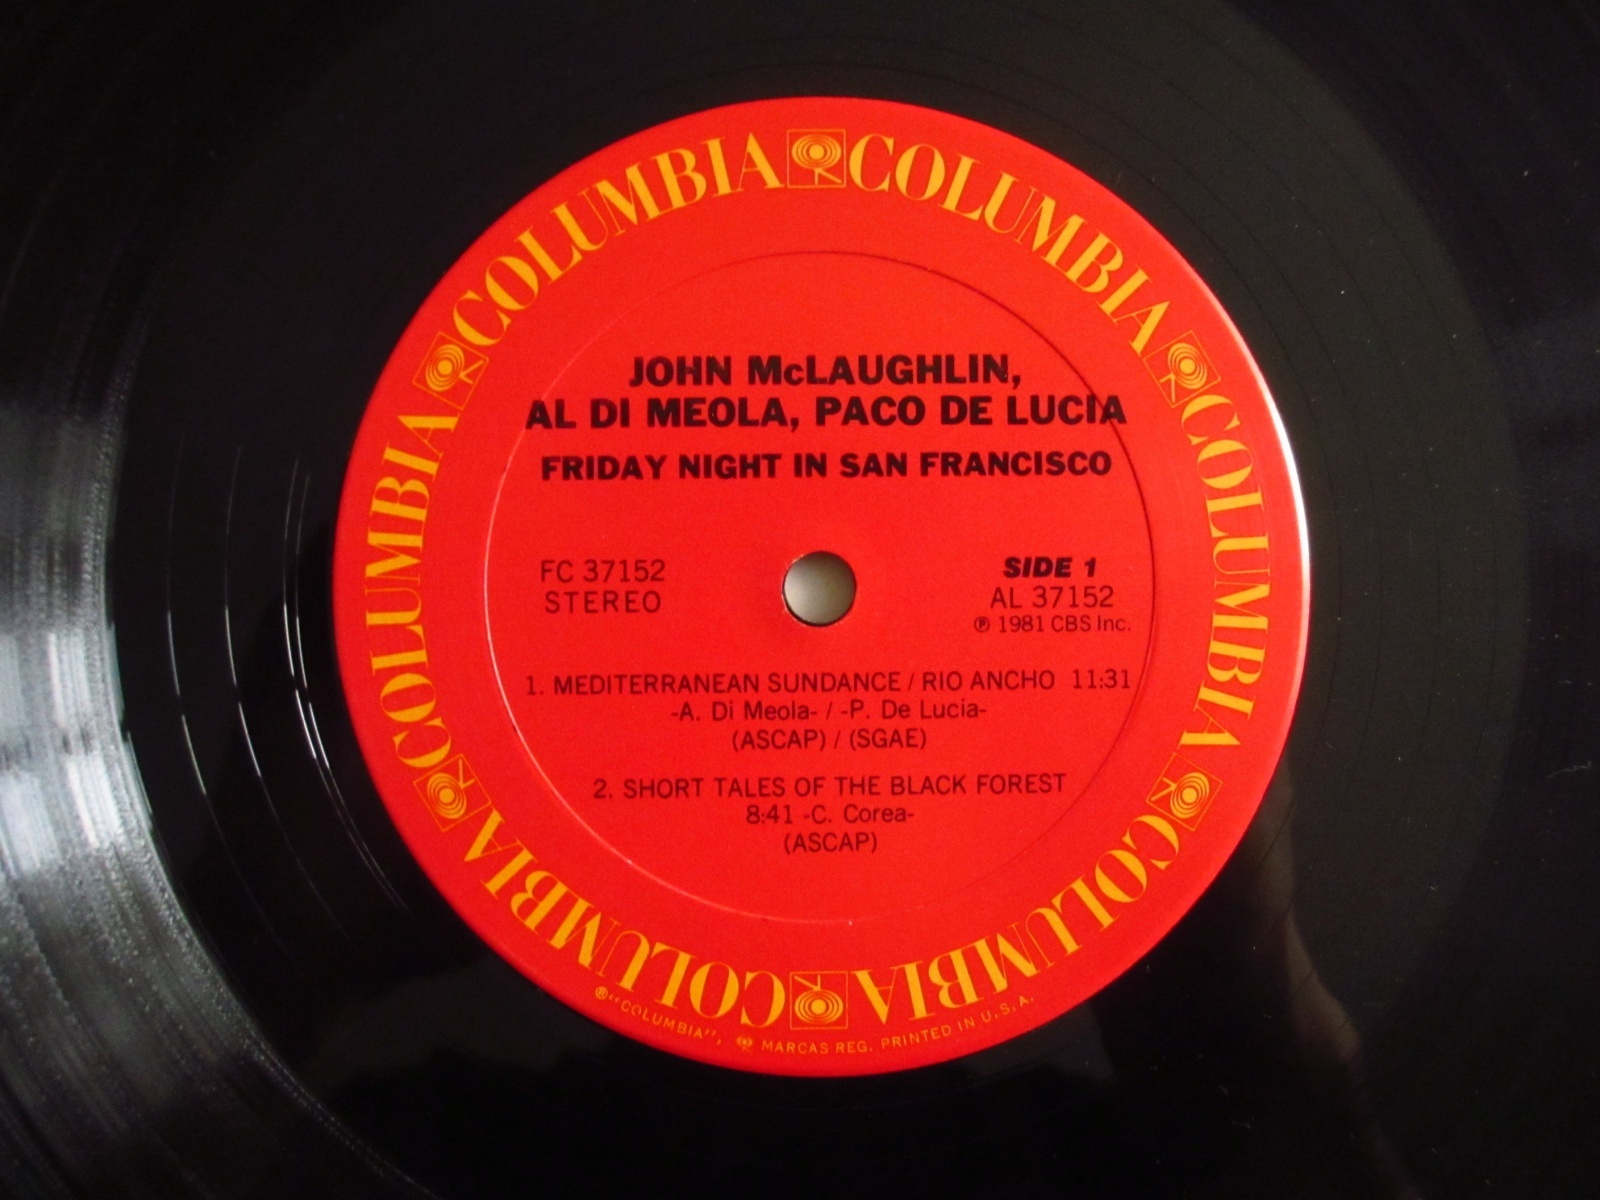 COLUMBIA COLUMBIA COLUMBIA COLUMBIA COLUMBIA COLUMBIA COLUMBIA COLUMBIA
JOHN McLAUGHLIN,
AL DI MEOLA, PACO DE LUCIA
FRIDAY NIGHT IN SAN FRANCISCO
FC 37152
STEREO
SIDE 1
AL 37152
℗ 1981 CBS Inc.
1. MEDITERRANEAN SUNDANCE / RIO ANCHO 11:31
-A. Di Meola- / -P. De Lucia-
(ASCAP) / (SGAE)
2. SHORT TALES OF THE BLACK FOREST
8:41 -C. Corea-
(ASCAP)
®"COLUMBIA", MARCAS REG. PRINTED IN U.S.A.